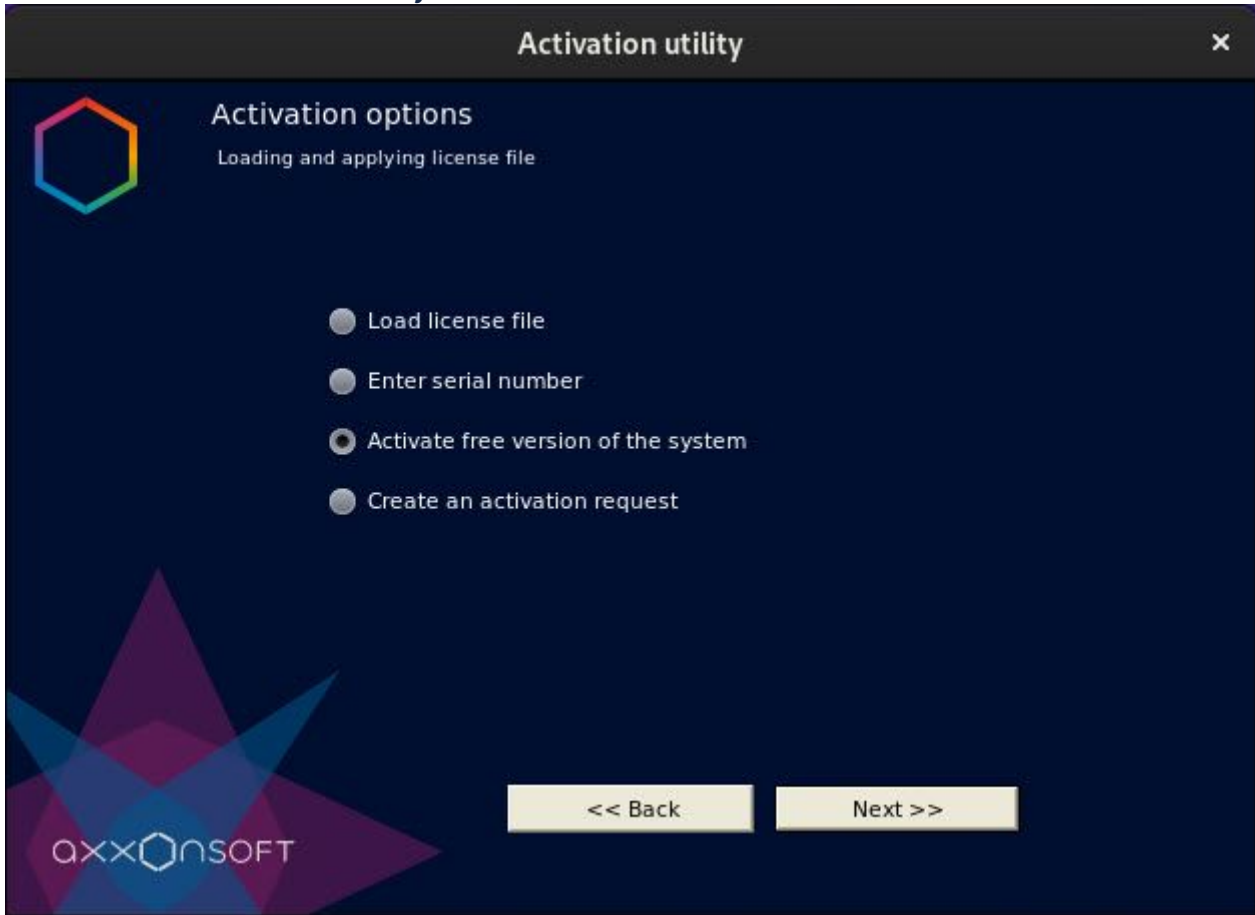 Activation utility
Activation options
Loading and applying license file
Load license file
Enter serial number
Activate free version of the system
Create an activation request
<< Back
Next >>
axxonsoft